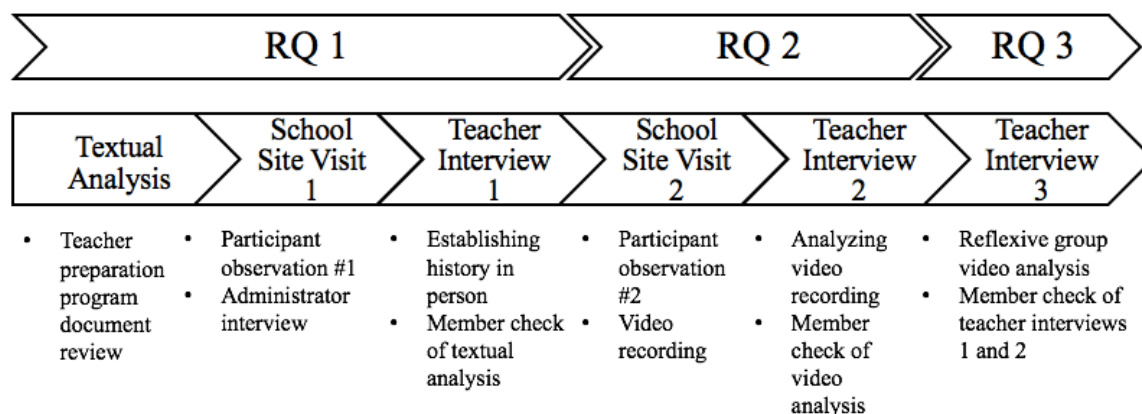 RQ 1
RQ 2
RQ 3
Textual
Analysis
School
Site Visit
1
Teacher
Interview
1
School
Site Visit
2
Teacher
Interview
2
Teacher
Interview
3
• Teacher
preparation
program
document
review
• Participant
observation #1
• Administrator
interview
• Establishing
history in
person
• Member check
of textual
analysis
• Participant
observation
#2
• Video
recording
• Analyzing
video
recording
• Member
check of
video
analysis
• Reflexive group
video analysis
• Member check of
teacher interviews
1 and 2